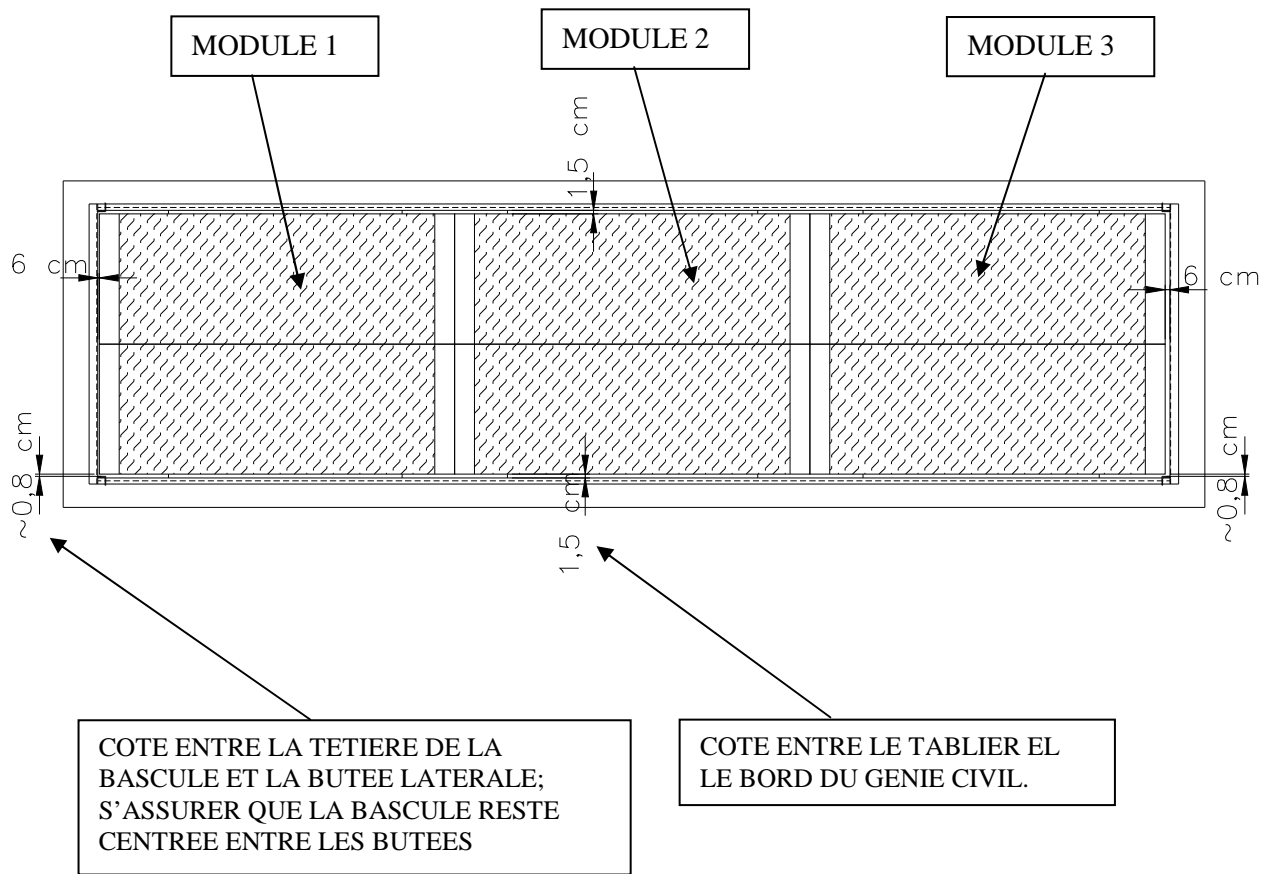 MODULE 1
MODULE 2
MODULE 3
1,5 cm
6 cm
6 cm
~0,8 cm
1,5 cm
~0,8 cm
COTE ENTRE LA TETIERE DE LA
BASCULE ET LA BUTEE LATERALE;
S’ASSURER QUE LA BASCULE RESTE
CENTREE ENTRE LES BUTEES
COTE ENTRE LE TABLIER EL
LE BORD DU GENIE CIVIL.